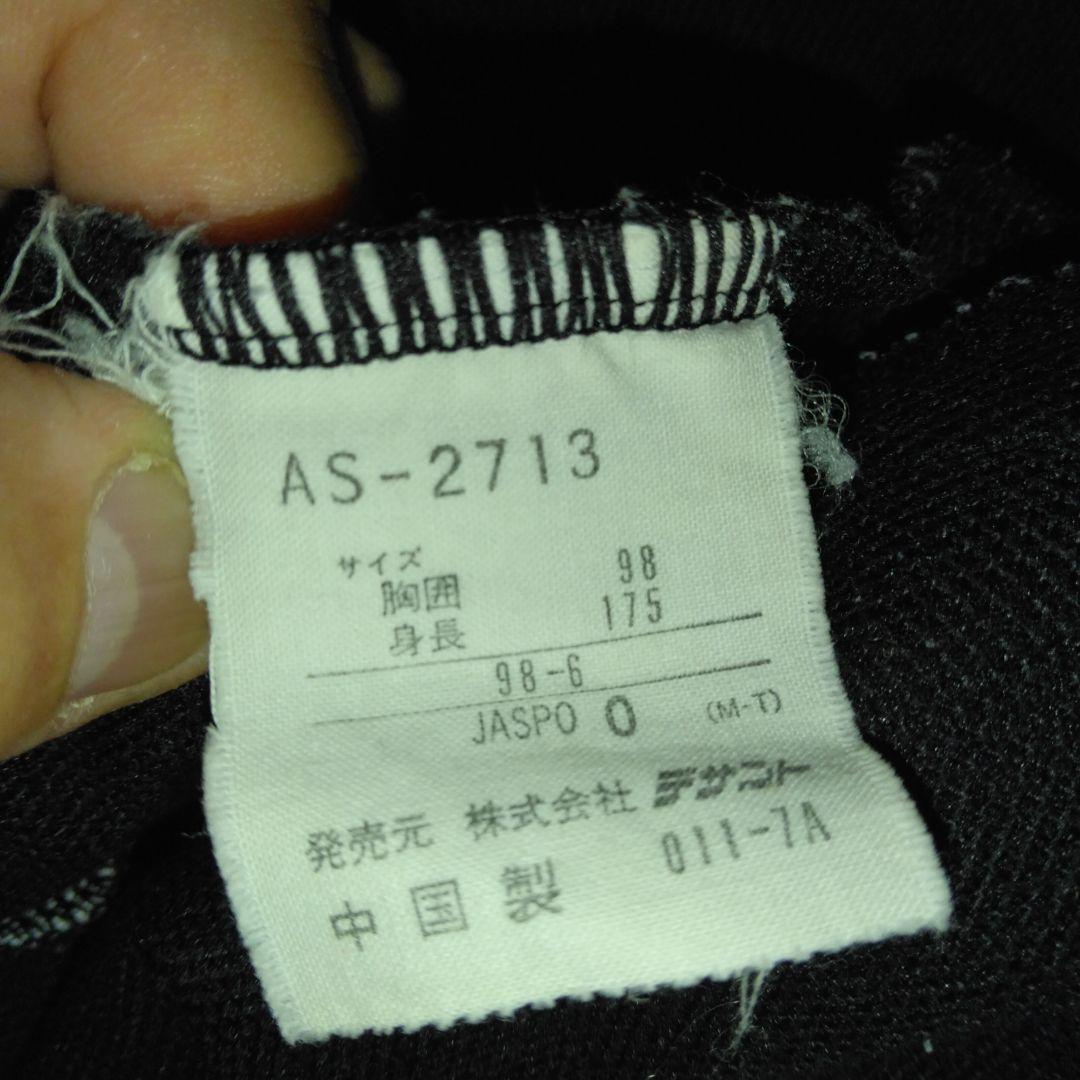 AS-2713
サイズ
胸囲 98
身長 175
98-6
JASPO O (M-T)
発売元 株式会社 デサント
011-7A
中国製